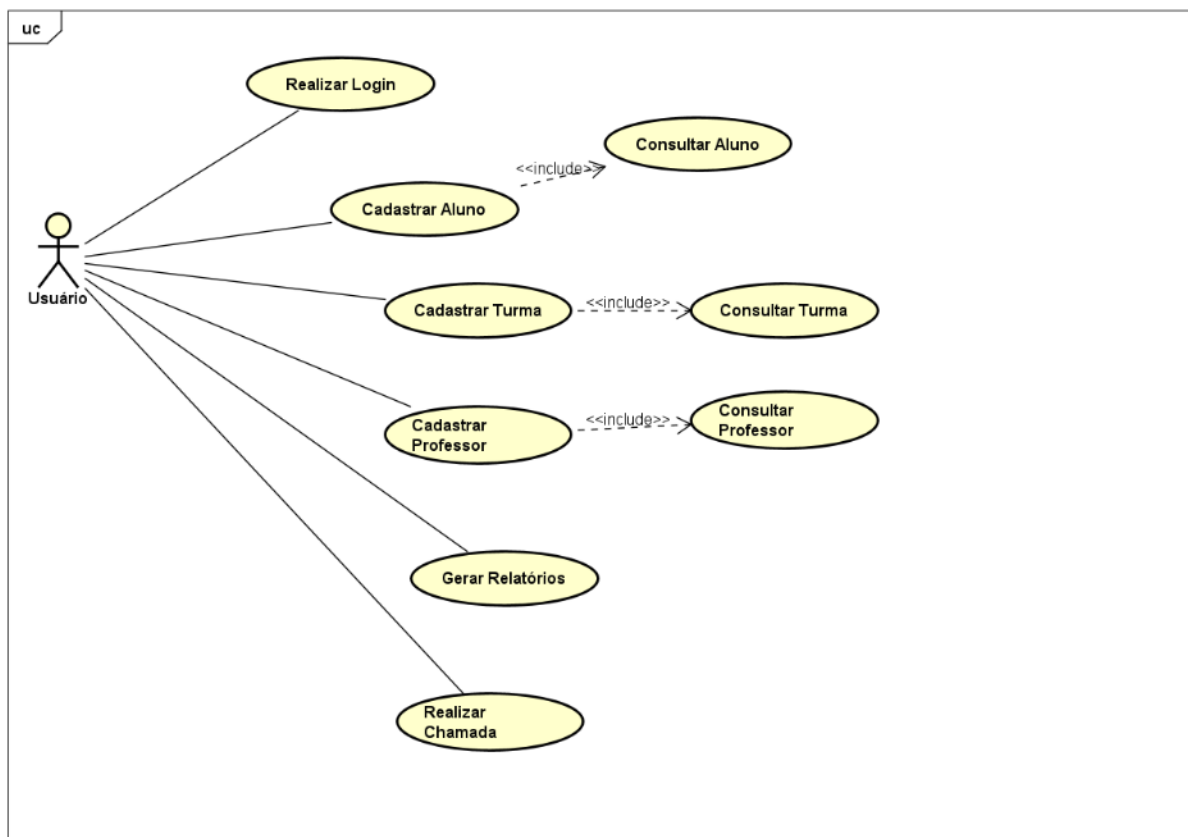 uc
Realizar Login
Consultar Aluno
<<include>>
Cadastrar Aluno
Usuário
<<include>>
Cadastrar Turma
Consultar Turma
<<include>>
Cadastrar
Professor
Consultar
Professor
Gerar Relatórios
Realizar
Chamada